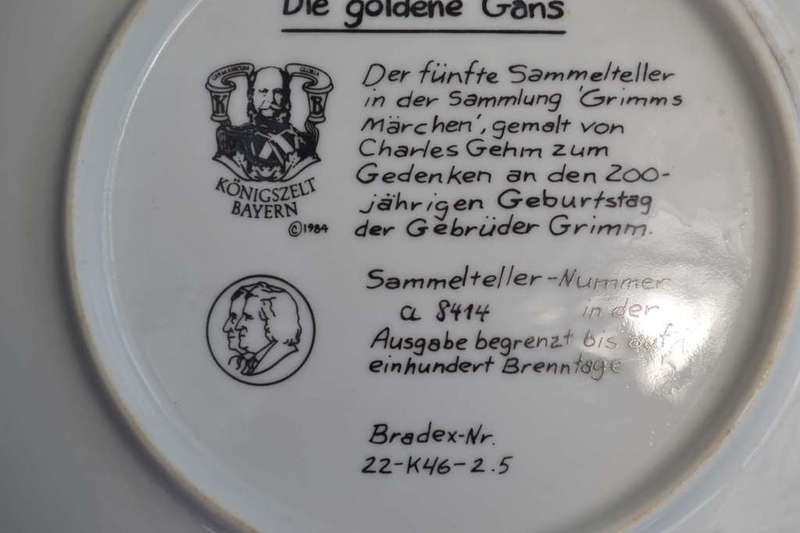 Die goldene Gans
Der fünfte Sammelteller
in der Sammlung 'Grimms
Märchen', gemalt von
Charles Gehm zum
Gedenken an den 200-
jährigen Geburtstag
der Gebrüder Grimm.
K B
KÖNIGSZELT
BAYERN
©1984
Sammelteller-Nummer
a 8414 in der
Ausgabe begrenzt bis auf
einhundert Brenntage
Bradex-Nr.
22-K46-2.5